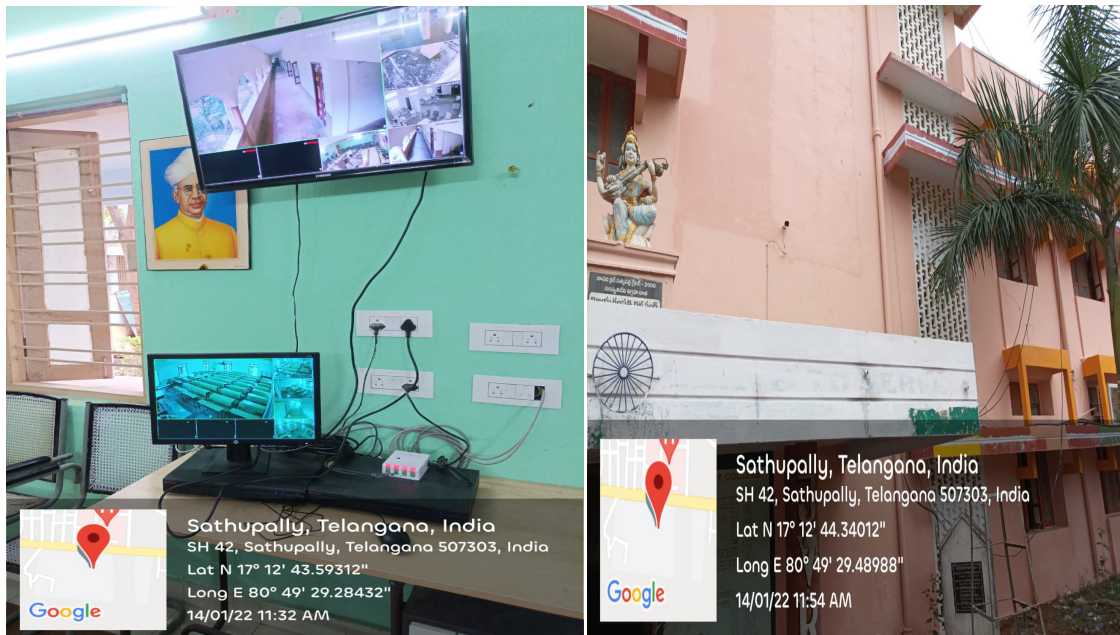 SAMSUNG
Google
Sathupally, Telangana, India
SH 42, Sathupally, Telangana 507303, India
Lat N 17° 12' 43.59312"
Long E 80° 49' 29.28432"
14/01/22 11:32 AM
Google
Sathupally, Telangana, India
SH 42, Sathupally, Telangana 507303, India
Lat N 17° 12' 44.34012"
Long E 80° 49' 29.48988"
14/01/22 11:54 AM